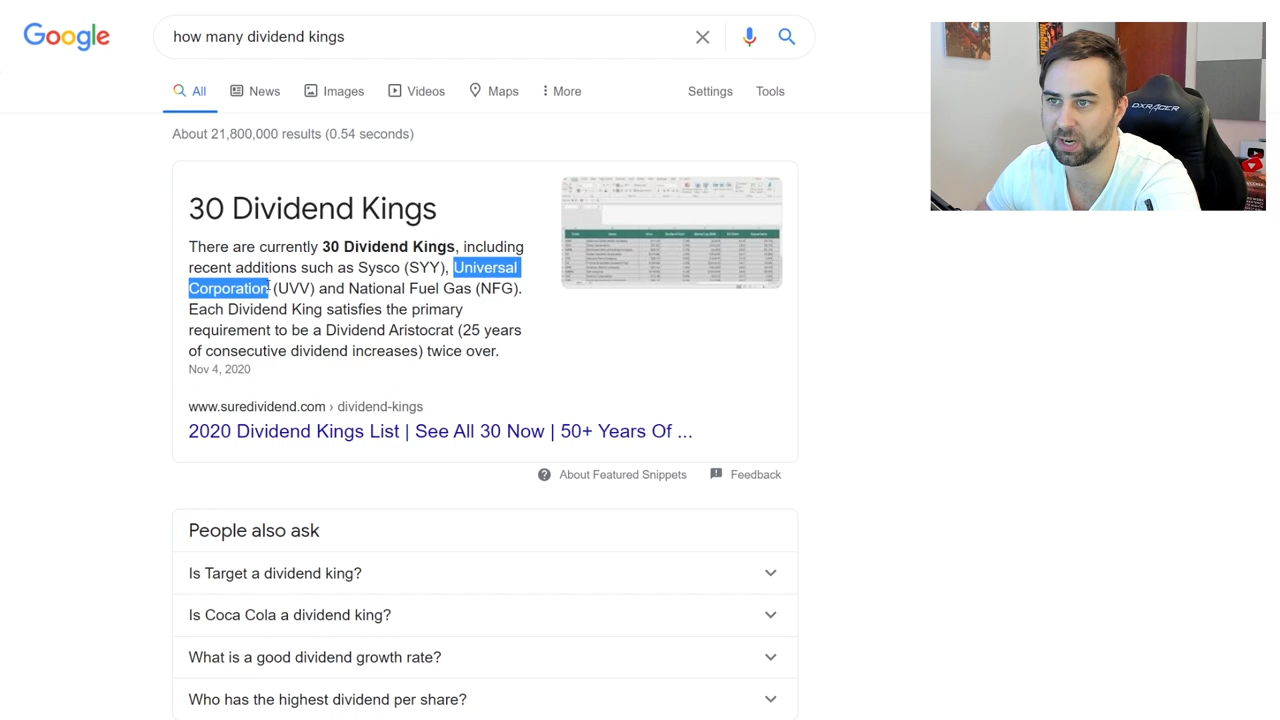 Google
how many dividend kings
All
News
Images
Videos
Maps
More
Settings
Tools
About 21,800,000 results (0.54 seconds)
30 Dividend Kings
There are currently 30 Dividend Kings, including
recent additions such as Sysco (SYY), Universal
Corporation (UVV) and National Fuel Gas (NFG).
Each Dividend King satisfies the primary
requirement to be a Dividend Aristocrat (25 years
of consecutive dividend increases) twice over.
Nov 4, 2020
www.suredividend.com › dividend-kings
2020 Dividend Kings List | See All 30 Now | 50+ Years Of ...
About Featured Snippets
Feedback
People also ask
Is Target a dividend king?
Is Coca Cola a dividend king?
What is a good dividend growth rate?
Who has the highest dividend per share?
DXRACER